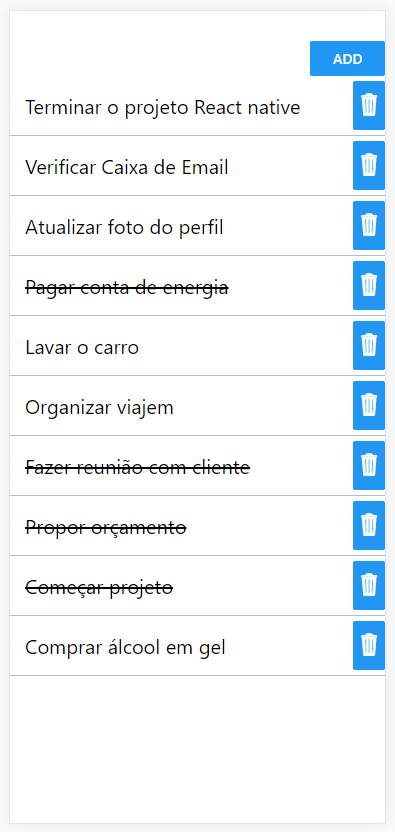 ADD
Terminar o projeto React native
Verificar Caixa de Email
Atualizar foto do perfil
Pagar conta de energia
Lavar o carro
Organizar viajem
Fazer reunião com cliente
Propor orçamento
Começar projeto
Comprar álcool em gel